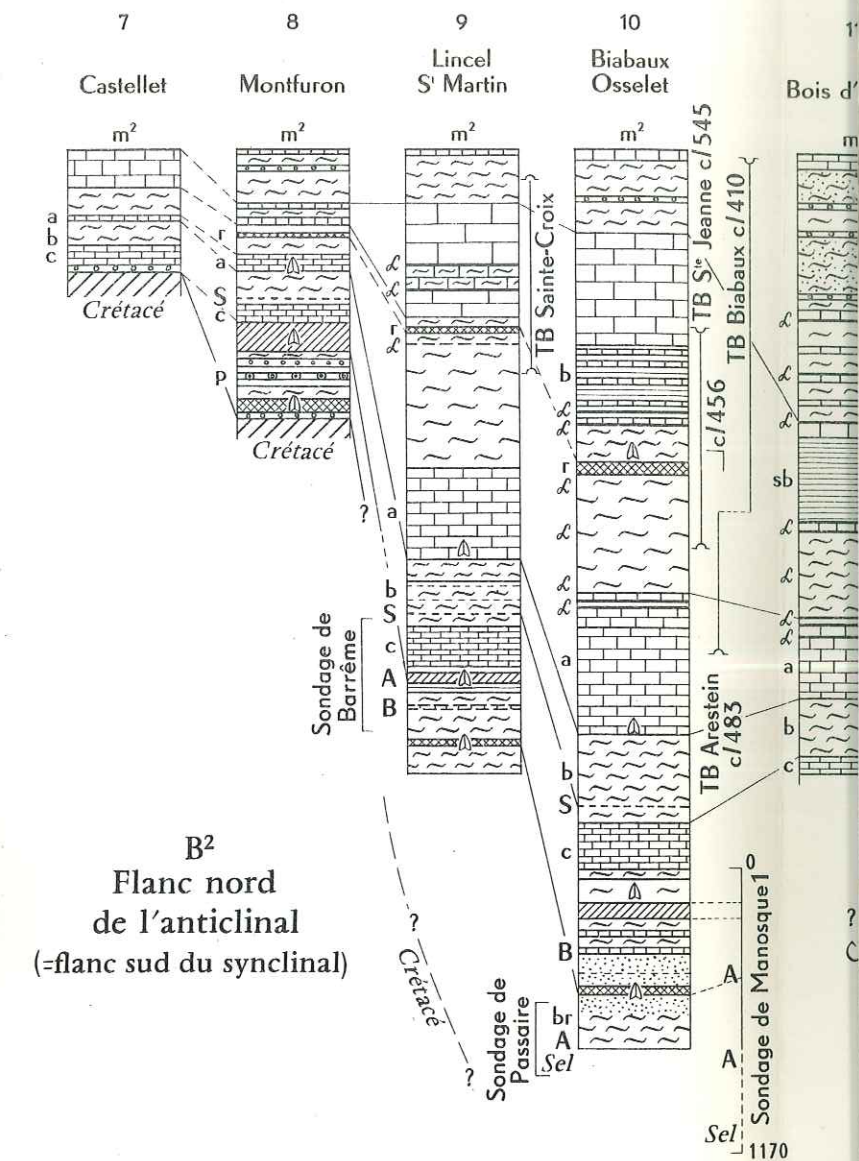 7
8
9
10
Castellet
Montfuron
Lincel
Sᵗ Martin
Biabaux
Osselet
Bois d'
m²
m²
m²
m²
m
a
b
c
Crétacé
r
a
S
c
p
Crétacé
?
ℒ
ℒ
r
ℒ
a
b
S
c
A
B
Sondage de
Barrême
TB Sainte-Croix
b
ℒ
ℒ
r
ℒ
ℒ
ℒ
ℒ
a
b
S
c
B
br
A
Sel
Sondage de
Passaire
TB Sᵗᵉ Jeanne c/545
TB Biabaux c/410
c/456
TB Arestein
c/483
0
A
A
Sel
1170
Sondage de Manosque 1
ℒ
ℒ
ℒ
sb
ℒ
ℒ
ℒ
ℒ
a
b
c
?
?
Crétacé
?
B²
Flanc nord
de l'anticlinal
(=flanc sud du synclinal)